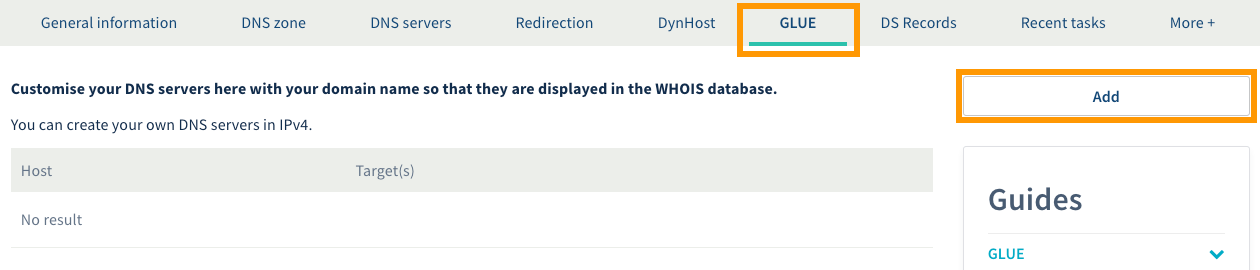 General information DNS zone DNS servers Redirection DynHost GLUE DS Records Recent tasks More +
Customise your DNS servers here with your domain name so that they are displayed in the WHOIS database.
Add
You can create your own DNS servers in IPv4.
Host Target(s)
No result
Guides
GLUE